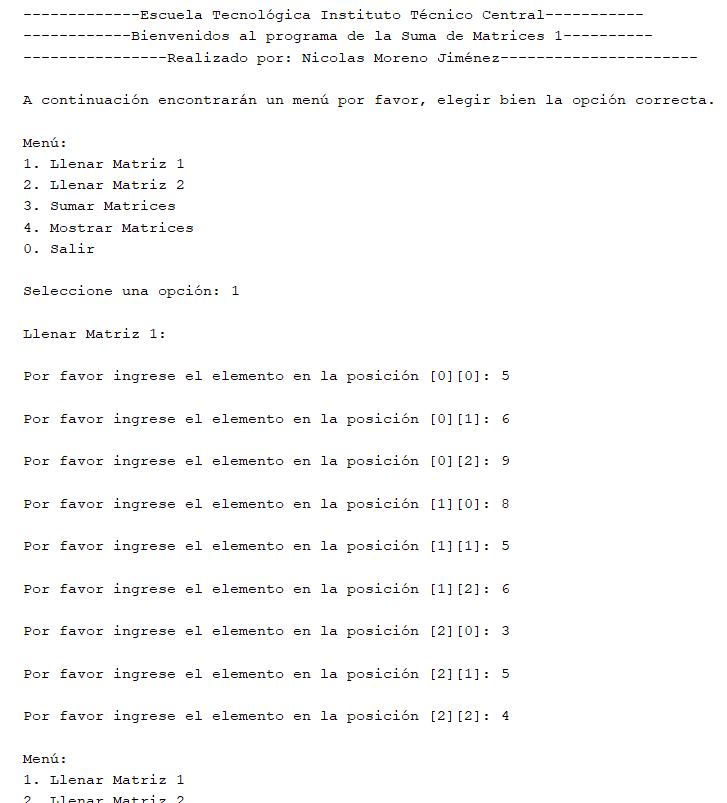 -------------Escuela Tecnológica Instituto Técnico Central-----------
------------Bienvenidos al programa de la Suma de Matrices 1----------
----------------Realizado por: Nicolas Moreno Jiménez----------------------
A continuación encontrarán un menú por favor, elegir bien la opción correcta.
Menú:
1. Llenar Matriz 1
2. Llenar Matriz 2
3. Sumar Matrices
4. Mostrar Matrices
0. Salir
Seleccione una opción: 1
Llenar Matriz 1:
Por favor ingrese el elemento en la posición [0][0]: 5
Por favor ingrese el elemento en la posición [0][1]: 6
Por favor ingrese el elemento en la posición [0][2]: 9
Por favor ingrese el elemento en la posición [1][0]: 8
Por favor ingrese el elemento en la posición [1][1]: 5
Por favor ingrese el elemento en la posición [1][2]: 6
Por favor ingrese el elemento en la posición [2][0]: 3
Por favor ingrese el elemento en la posición [2][1]: 5
Por favor ingrese el elemento en la posición [2][2]: 4
Menú:
1. Llenar Matriz 1
2. Llenar Matriz 2